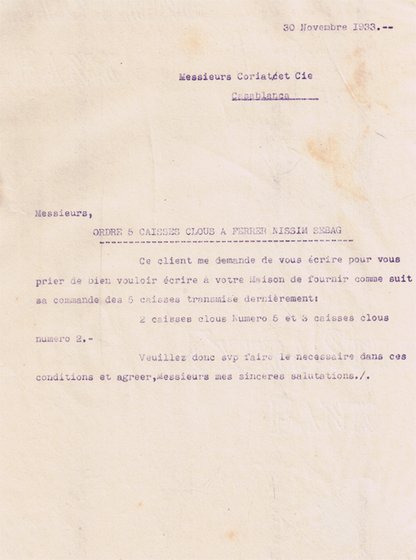 30 Novembre 1933.--
Messieurs Coriat/et Cie
Casablanca
Messieurs,
ORDRE 5 CAISSES CLOUS A FERRER NISSIM SEBAG
Ce client me demande de vous écrire pour vous
prier de bien vouloir écrire à votre Maison de fournir comme suit
sa commande des 5 caisses transmise dernièrement:
2 caisses clous Numero 5 et 3 caisses clous
numero 2.-
Veuillez donc svp faire le necessaire dans ces
conditions et agreer,Messieurs mes sinceres salutations./.